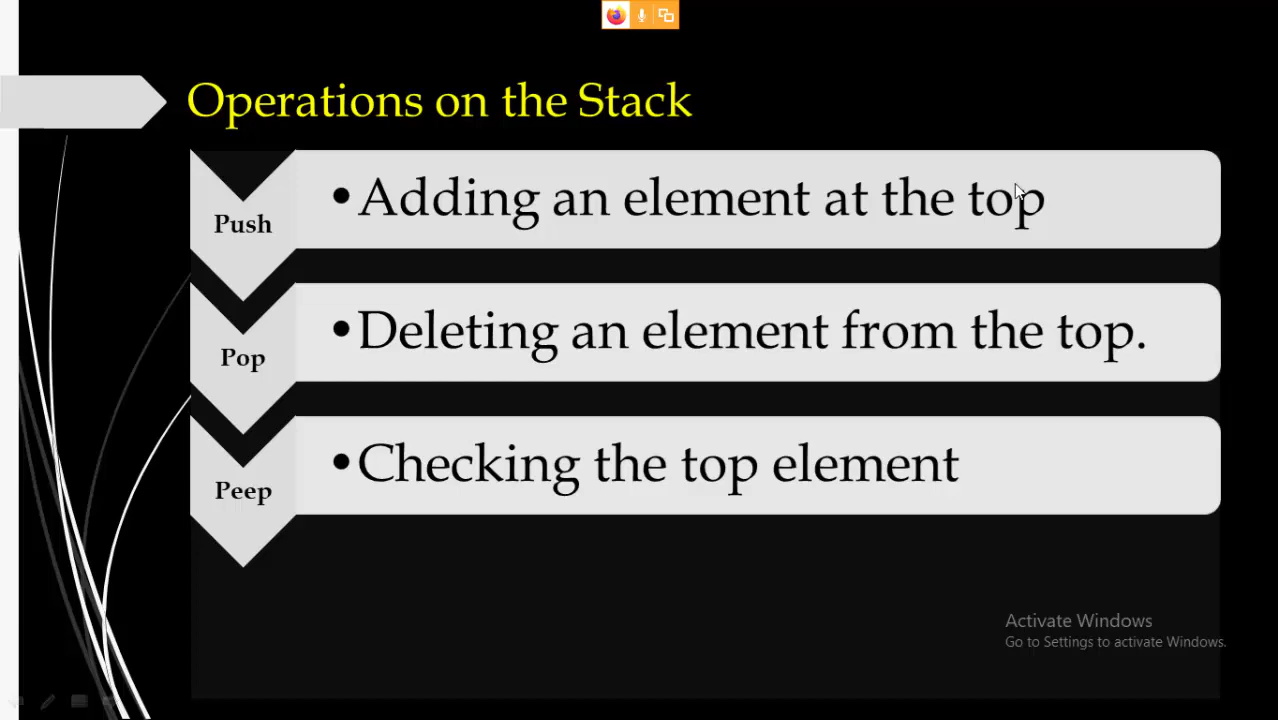 Operations on the Stack
Push
•Adding an element at the top
Pop
•Deleting an element from the top.
Peep
•Checking the top element
Activate Windows
Go to Settings to activate Windows.